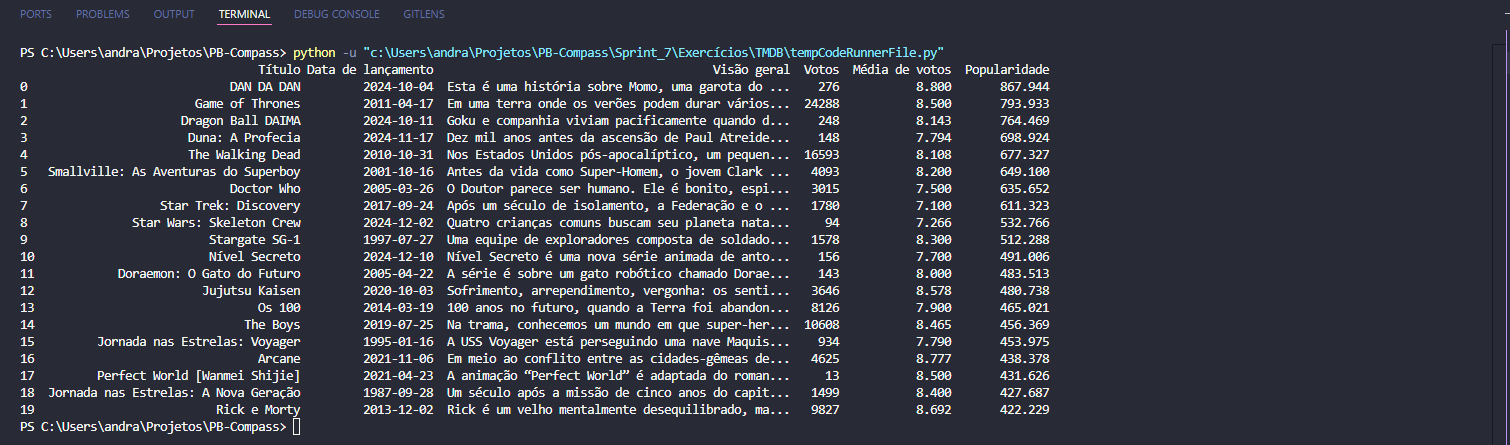 PORTS PROBLEMS OUTPUT TERMINAL DEBUG CONSOLE GITLENS
PS C:\Users\andra\Projetos\PB-Compass> python -u "c:\Users\andra\Projetos\PB-Compass\Sprint_7\Exercícios\TMDB\tempCodeRunnerFile.py"
Título Data de lançamento Visão geral Votos Média de votos Popularidade
0 DAN DA DAN 2024-10-04 Esta é uma história sobre Momo, uma garota do ... 276 8.800 867.944
1 Game of Thrones 2011-04-17 Em uma terra onde os verões podem durar vários... 24288 8.500 793.933
2 Dragon Ball DAIMA 2024-10-11 Goku e companhia viviam pacificamente quando d... 248 8.143 764.469
3 Duna: A Profecia 2024-11-17 Dez mil anos antes da ascensão de Paul Atreide... 148 7.794 698.924
4 The Walking Dead 2010-10-31 Nos Estados Unidos pós-apocalíptico, um pequen... 16593 8.108 677.327
5 Smallville: As Aventuras do Superboy 2001-10-16 Antes da vida como Super-Homem, o jovem Clark ... 4093 8.200 649.100
6 Doctor Who 2005-03-26 O Doutor parece ser humano. Ele é bonito, espi... 3015 7.500 635.652
7 Star Trek: Discovery 2017-09-24 Após um século de isolamento, a Federação e o ... 1780 7.100 611.323
8 Star Wars: Skeleton Crew 2024-12-02 Quatro crianças comuns buscam seu planeta nata... 94 7.266 532.766
9 Stargate SG-1 1997-07-27 Uma equipe de exploradores composta de soldado... 1578 8.300 512.288
10 Nível Secreto 2024-12-10 Nível Secreto é uma nova série animada de anto... 156 7.700 491.006
11 Doraemon: O Gato do Futuro 2005-04-22 A série é sobre um gato robótico chamado Dorae... 143 8.000 483.513
12 Jujutsu Kaisen 2020-10-03 Sofrimento, arrependimento, vergonha: os senti... 3646 8.578 480.738
13 Os 100 2014-03-19 100 anos no futuro, quando a Terra foi abandon... 8126 7.900 465.021
14 The Boys 2019-07-25 Na trama, conhecemos um mundo em que super-her... 10608 8.465 456.369
15 Jornada nas Estrelas: Voyager 1995-01-16 A USS Voyager está perseguindo uma nave Maquis... 934 7.790 453.975
16 Arcane 2021-11-06 Em meio ao conflito entre as cidades-gêmeas de... 4625 8.777 438.378
17 Perfect World [Wanmei Shijie] 2021-04-23 A animação “Perfect World” é adaptada do roman... 13 8.500 431.626
18 Jornada nas Estrelas: A Nova Geração 1987-09-28 Um século após a missão de cinco anos do capit... 1499 8.400 427.687
19 Rick e Morty 2013-12-02 Rick é um velho mentalmente desequilibrado, ma... 9827 8.692 422.229
PS C:\Users\andra\Projetos\PB-Compass>